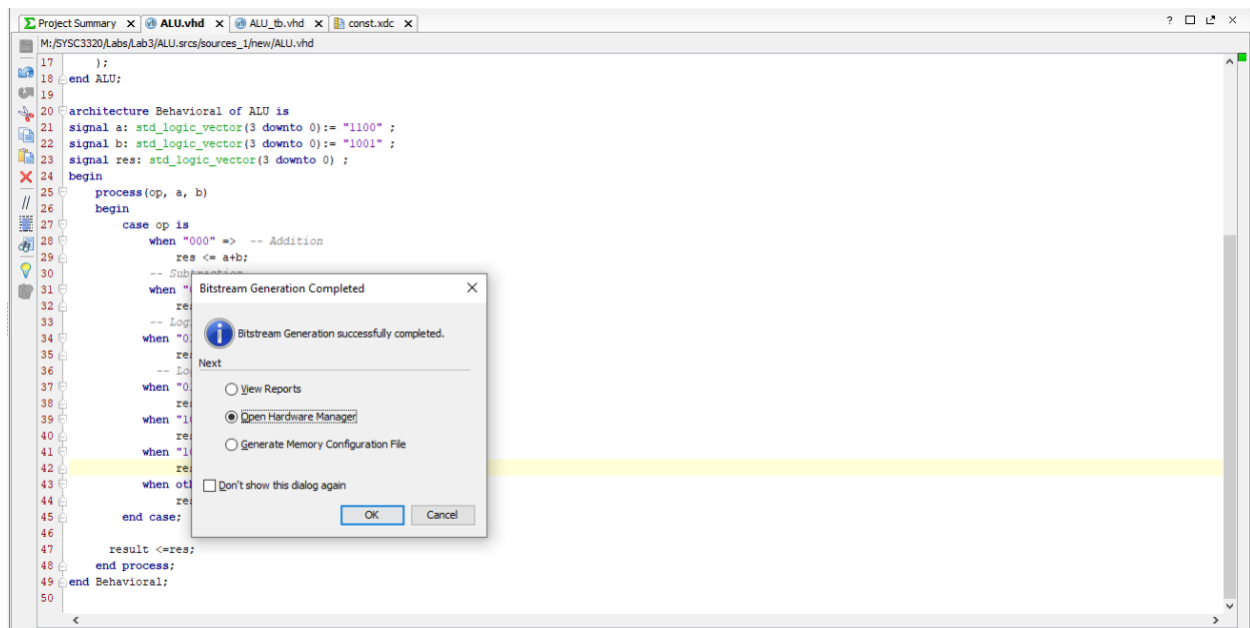 Project Summary x ALU.vhd x ALU_tb.vhd x const.xdc x
M:/SYSC3320/Labs/Lab3/ALU.srcs/sources_1/new/ALU.vhd
17 );
18 end ALU;
19
20 architecture Behavioral of ALU is
21 signal a: std_logic_vector(3 downto 0):= "1100" ;
22 signal b: std_logic_vector(3 downto 0):= "1001" ;
23 signal res: std_logic_vector(3 downto 0) ;
24 begin
25 process(op, a, b)
26 begin
27 case op is
28 when "000" => -- Addition
29 res <= a+b;
30 --
31 when
32
33 --
34 when
35
36 --
37 when
38
39 when
40
41 when
42
43 when
44
45 end case;
46
47 result <=res;
48 end process;
49 end Behavioral;
50
Bitstream Generation Completed
Bitstream Generation successfully completed.
Next
View Reports
Open Hardware Manager
Generate Memory Configuration File
Don't show this dialog again
OK Cancel